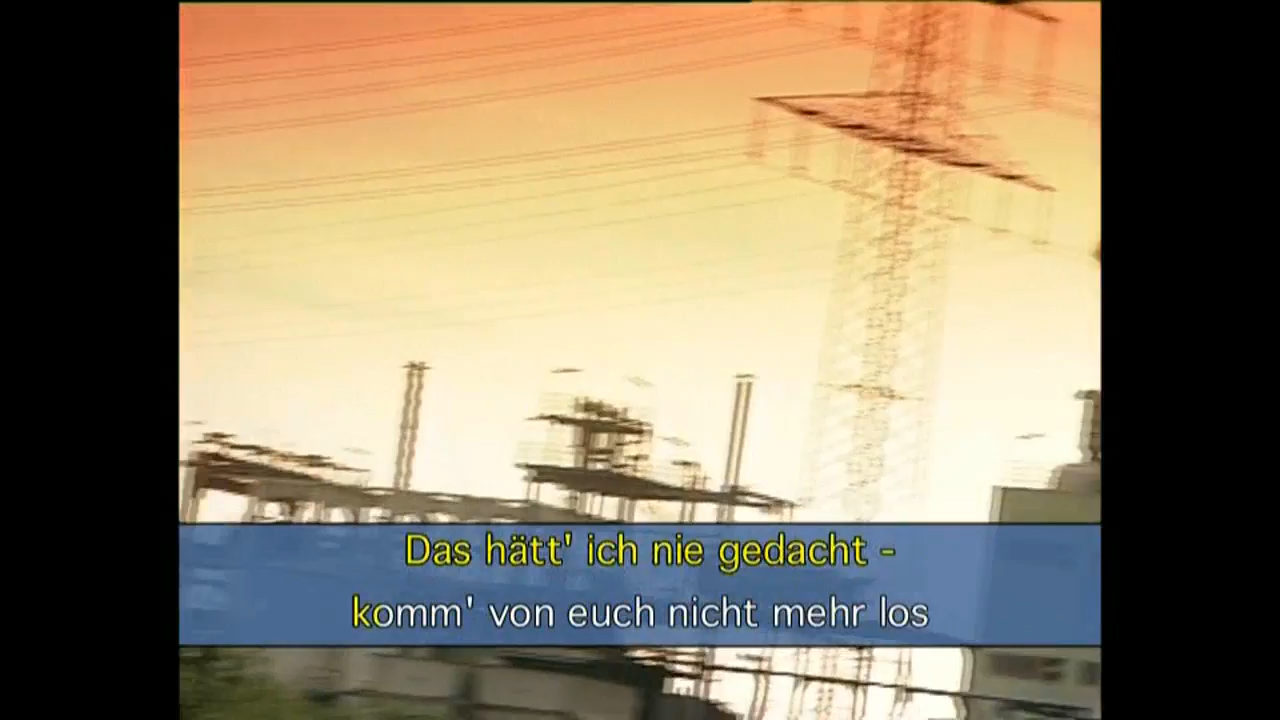 Das hätt' ich nie gedacht -
komm' von euch nicht mehr los